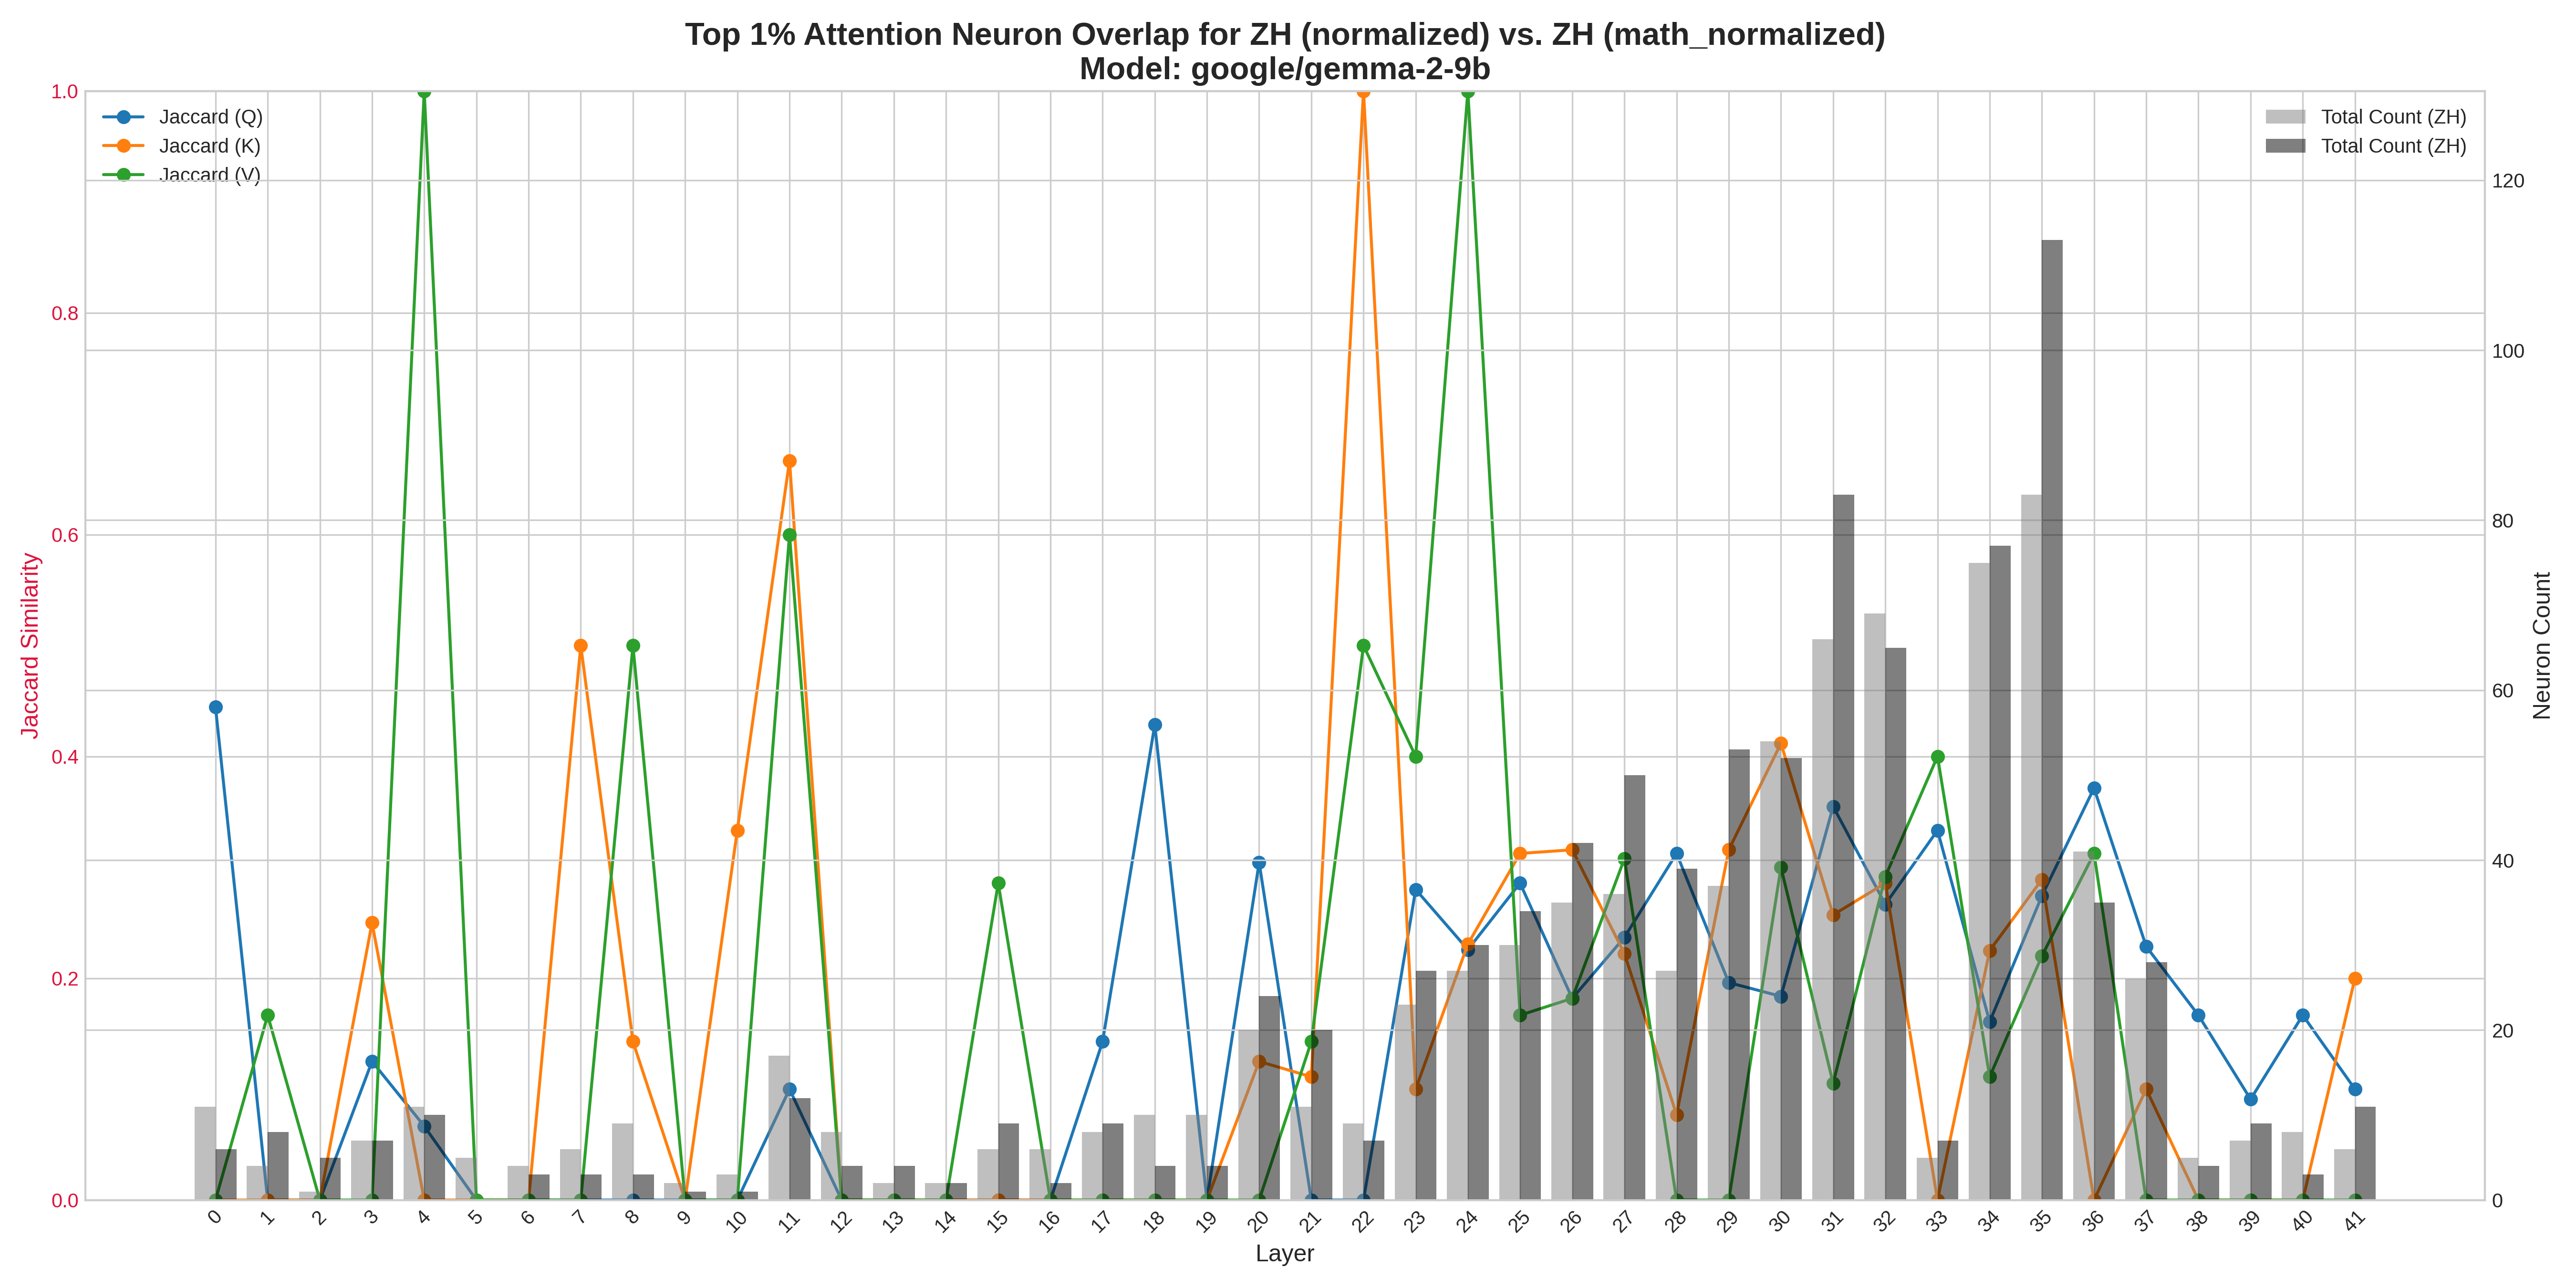 Top 1% Attention Neuron Overlap for ZH (normalized) vs. ZH (math_normalized)
Model: google/gemma-2-9b
Jaccard (Q)
Jaccard (K)
Jaccard (V)
Total Count (ZH)
Total Count (ZH)
Jaccard Similarity
1.0
0.8
0.6
0.4
0.2
0.0
Neuron Count
120
100
80
60
40
20
0
0 1 2 3 4 5 6 7 8 9 10 11 12 13 14 15 16 17 18 19 20 21 22 23 24 25 26 27 28 29 30 31 32 33 34 35 36 37 38 39 40 41
Layer